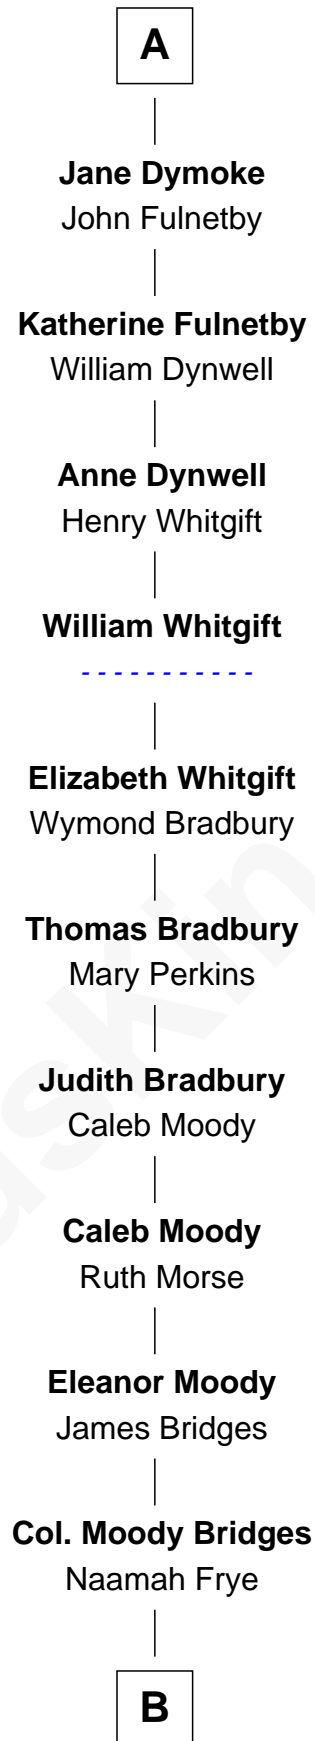 A
Jane Dymoke
John Fulnetby
Katherine Fulnetby
William Dynwell
Anne Dynwell
Henry Whitgift
William Whitgift
- - - - - - - - - - -
Elizabeth Whitgift
Wymond Bradbury
Thomas Bradbury
Mary Perkins
Judith Bradbury
Caleb Moody
Caleb Moody
Ruth Morse
Eleanor Moody
James Bridges
Col. Moody Bridges
Naamah Frye
B